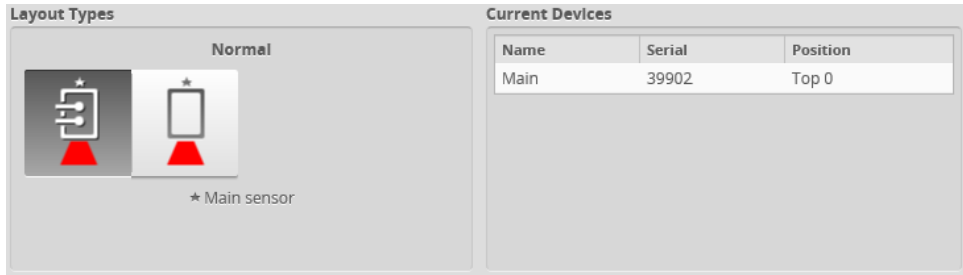 Layout Types
Normal
★ Main sensor
Current Devices
Name Serial Position
Main 39902 Top 0